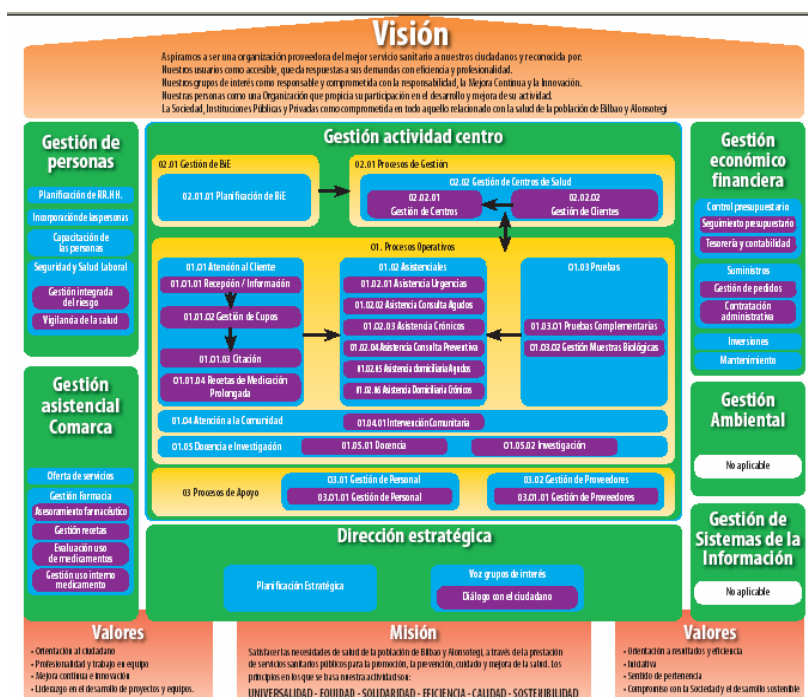 Visión
Aspiramos a ser una organización proveedora del mejor servicio sanitario a nuestros ciudadanos y reconocida por:
Nuestros usuarios como accesible, que da respuestas a sus demandas con eficiencia y profesionalidad.
Nuestros grupos de interés como responsable y comprometida con la responsabilidad, la Mejora Continua y la Innovación.
Nuestras personas como una Organización que propicia su participación en el desarrollo y mejora de su actividad.
La Sociedad, Instituciones Públicas y Privadas como comprometida en todo aquello relacionado con la salud de la población de Bilbao y Alonsotegi
Gestión de
personas
Planificación de RR.HH.
Incorporación de las personas
Capacitación de
las personas
Seguridad y Salud Laboral
Gestión integrada
del riesgo
Vigilancia de la salud
Gestión
asistencial
Comarca
Oferta de servicios
Gestión Farmacia
Asesoramiento farmacéutico
Gestión recetas
Evaluación uso
de medicamentos
Gestión uso interno
medicamento
Gestión actividad centro
02.01 Gestión de BiE
02.01.01 Planificación de BiE
02.01 Procesos de Gestión
02.02 Gestión de Centros de Salud
02.02.01
Gestión de Centros
02.02.02
Gestión de Clientes
01. Procesos Operativos
01.01 Atención al Cliente
01.01.01 Recepción / Información
01.01.02 Gestión de Cupos
01.01.03 Citación
01.01.04 Recetas de Medicación
Prolongada
01.02 Asistenciales
01.02.01 Asistencia Urgencias
01.02.02 Asistencia Consulta Agudos
01.02.03 Asistencia Crónicos
01.02.04 Asistencia Consulta Preventiva
01.02.05 Asistencia domiciliaria Agudos
01.02.06 Asistencia Domiciliaria Crónicos
01.03 Pruebas
01.03.01 Pruebas Complementarias
01.03.02 Gestión Muestras Biológicas
01.04 Atención a la Comunidad
01.04.01 Intervención Comunitaria
01.05 Docencia e Investigación
01.05.01 Docencia
01.05.02 Investigación
03 Procesos de Apoyo
03.01 Gestión de Personal
03.01.01 Gestión de Personal
03.02 Gestión de Proveedores
03.01.01 Gestión de Proveedores
Dirección estratégica
Planificación Estratégica
Voz grupos de interés
Diálogo con el ciudadano
Gestión
económico
financiera
Control presupuestario
Seguimiento presupuestario
Tesorería y contabilidad
Suministros
Gestión de pedidos
Contratación
administrativa
Inversiones
Mantenimiento
Gestión
Ambiental
No aplicable
Gestión de
Sistemas de la
Información
No aplicable
Valores
• Orientación al ciudadano
• Profesionalidad y trabajo en equipo
• Mejora continua e innovación
• Liderazgo en el desarrollo de proyectos y equipos.
Misión
Satisfacer las necesidades de salud de la población de Bilbao y Alonsotegi, a través de la prestación
de servicios sanitarios públicos para la promoción, la prevención, cuidado y mejora de la salud. Los
principios en los que se basa nuestra actividad son:
UNIVERSALIDAD - EQUIDAD - SOLIDARIDAD - EFICIENCIA - CALIDAD - SOSTENIBILIDAD
Valores
• Orientación a resultados y eficiencia
• Iniciativa
• Sentido de pertenencia
• Compromiso con la Sociedad y el desarrollo sostenible